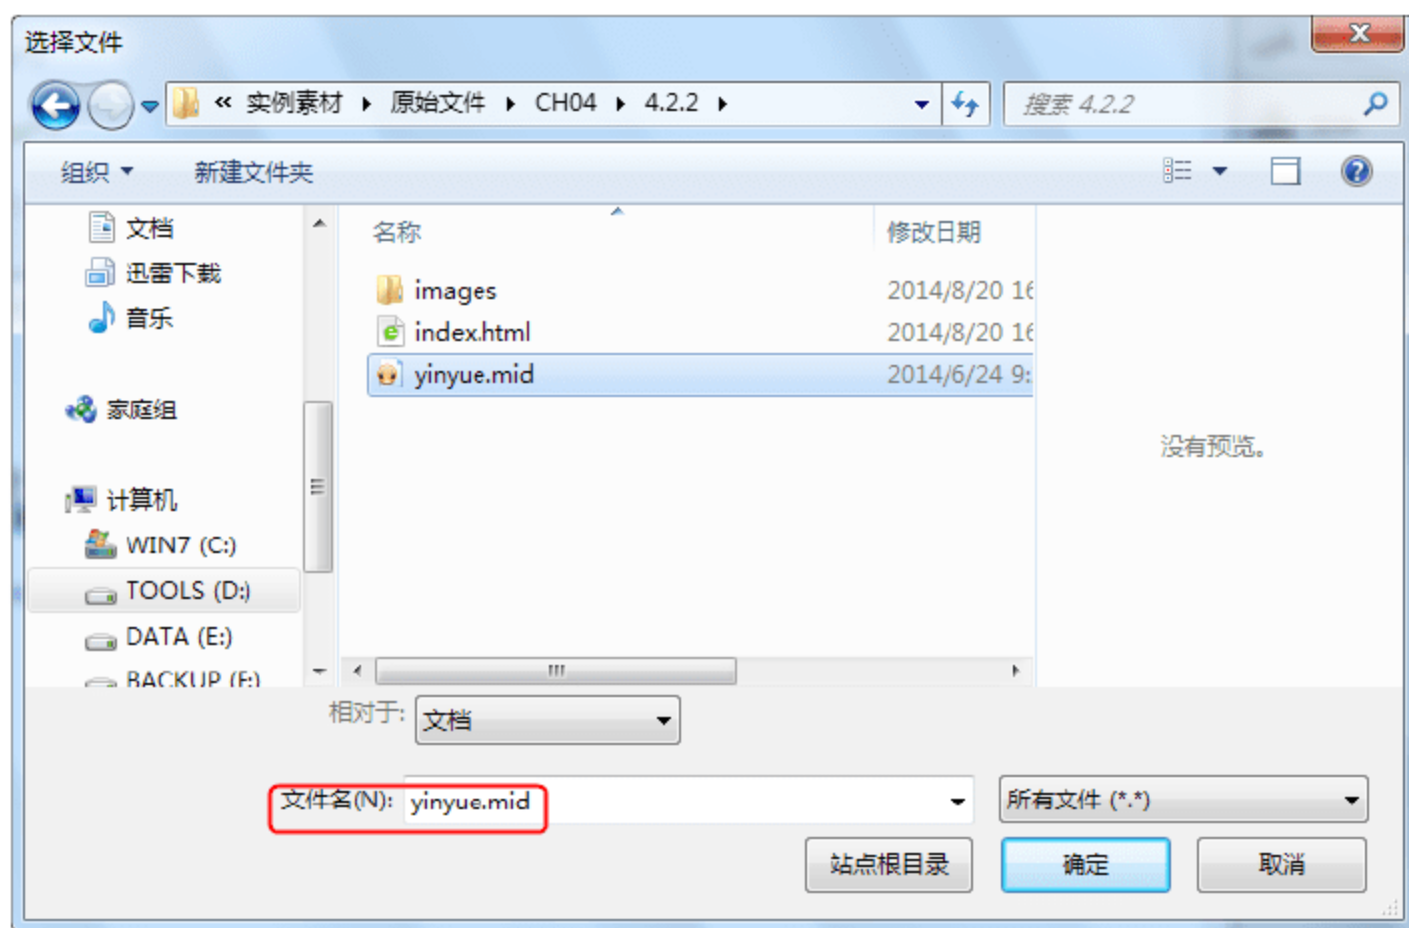 选择文件
« 实例素材 ▸ 原始文件 ▸ CH04 ▸ 4.2.2 ▸
搜索 4.2.2
组织 新建文件夹
文档
迅雷下载
音乐
家庭组
计算机
WIN7 (C:)
TOOLS (D:)
DATA (E:)
BACKUP (F:)
名称 修改日期
images 2014/8/20 16
index.html 2014/8/20 16
yinyue.mid 2014/6/24 9:
没有预览。
相对于: 文档
文件名(N): yinyue.mid 所有文件 (*.*)
站点根目录 确定 取消